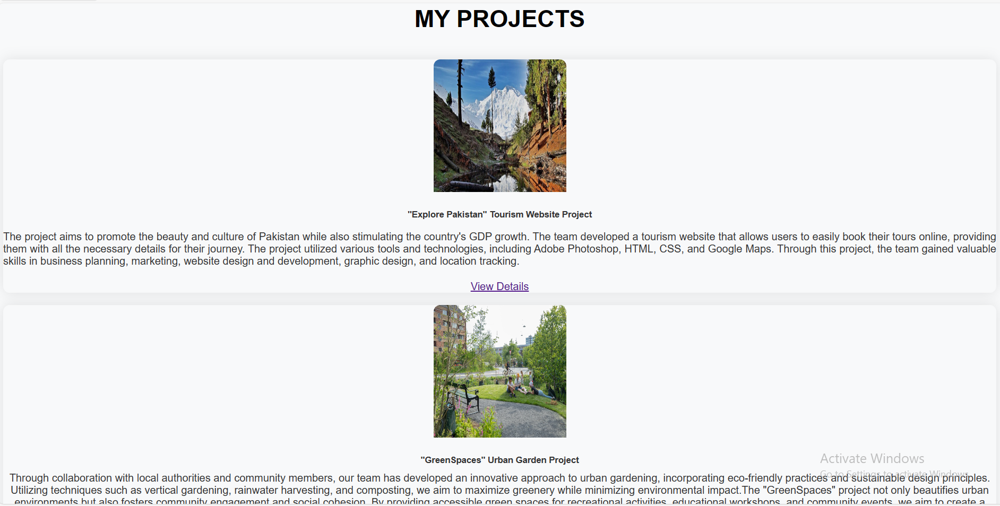 MY PROJECTS
"Explore Pakistan" Tourism Website Project
The project aims to promote the beauty and culture of Pakistan while also stimulating the country's GDP growth. The team developed a tourism website that allows users to easily book their tours online, providing
them with all the necessary details for their journey. The project utilized various tools and technologies, including Adobe Photoshop, HTML, CSS, and Google Maps. Through this project, the team gained valuable
skills in business planning, marketing, website design and development, graphic design, and location tracking.
View Details
"GreenSpaces" Urban Garden Project
Activate Windows
Go to Settings to activate Windows.
Through collaboration with local authorities and community members, our team has developed an innovative approach to urban gardening, incorporating eco-friendly practices and sustainable design principles.
Utilizing techniques such as vertical gardening, rainwater harvesting, and composting, we aim to maximize greenery while minimizing environmental impact.The "GreenSpaces" project not only beautifies urban
environments but also fosters community engagement and social cohesion. By providing accessible green spaces for recreational activities, educational workshops, and community events, we aim to create a